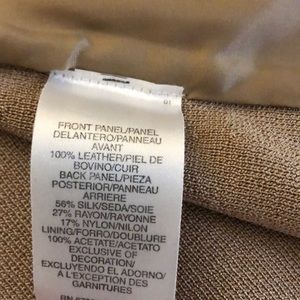 01
FRONT PANEL/PANEL
DELANTERO/PANNEAU
AVANT
100% LEATHER/PIEL DE
BOVINO/CUIR
BACK PANEL/PIEZA
POSTERIOR/PANNEAU
ARRIERE
56% SILK/SEDA/SOIE
27% RAYON/RAYONNE
17% NYLON/NILON
LINING/FORRO/DOUBLURE
100% ACETATE/ACETATO
EXCLUSIVE OF
DECORATION/
EXCLUYENDO EL ADORNO/
A L'EXCEPTION DES
GARNITURES
RN